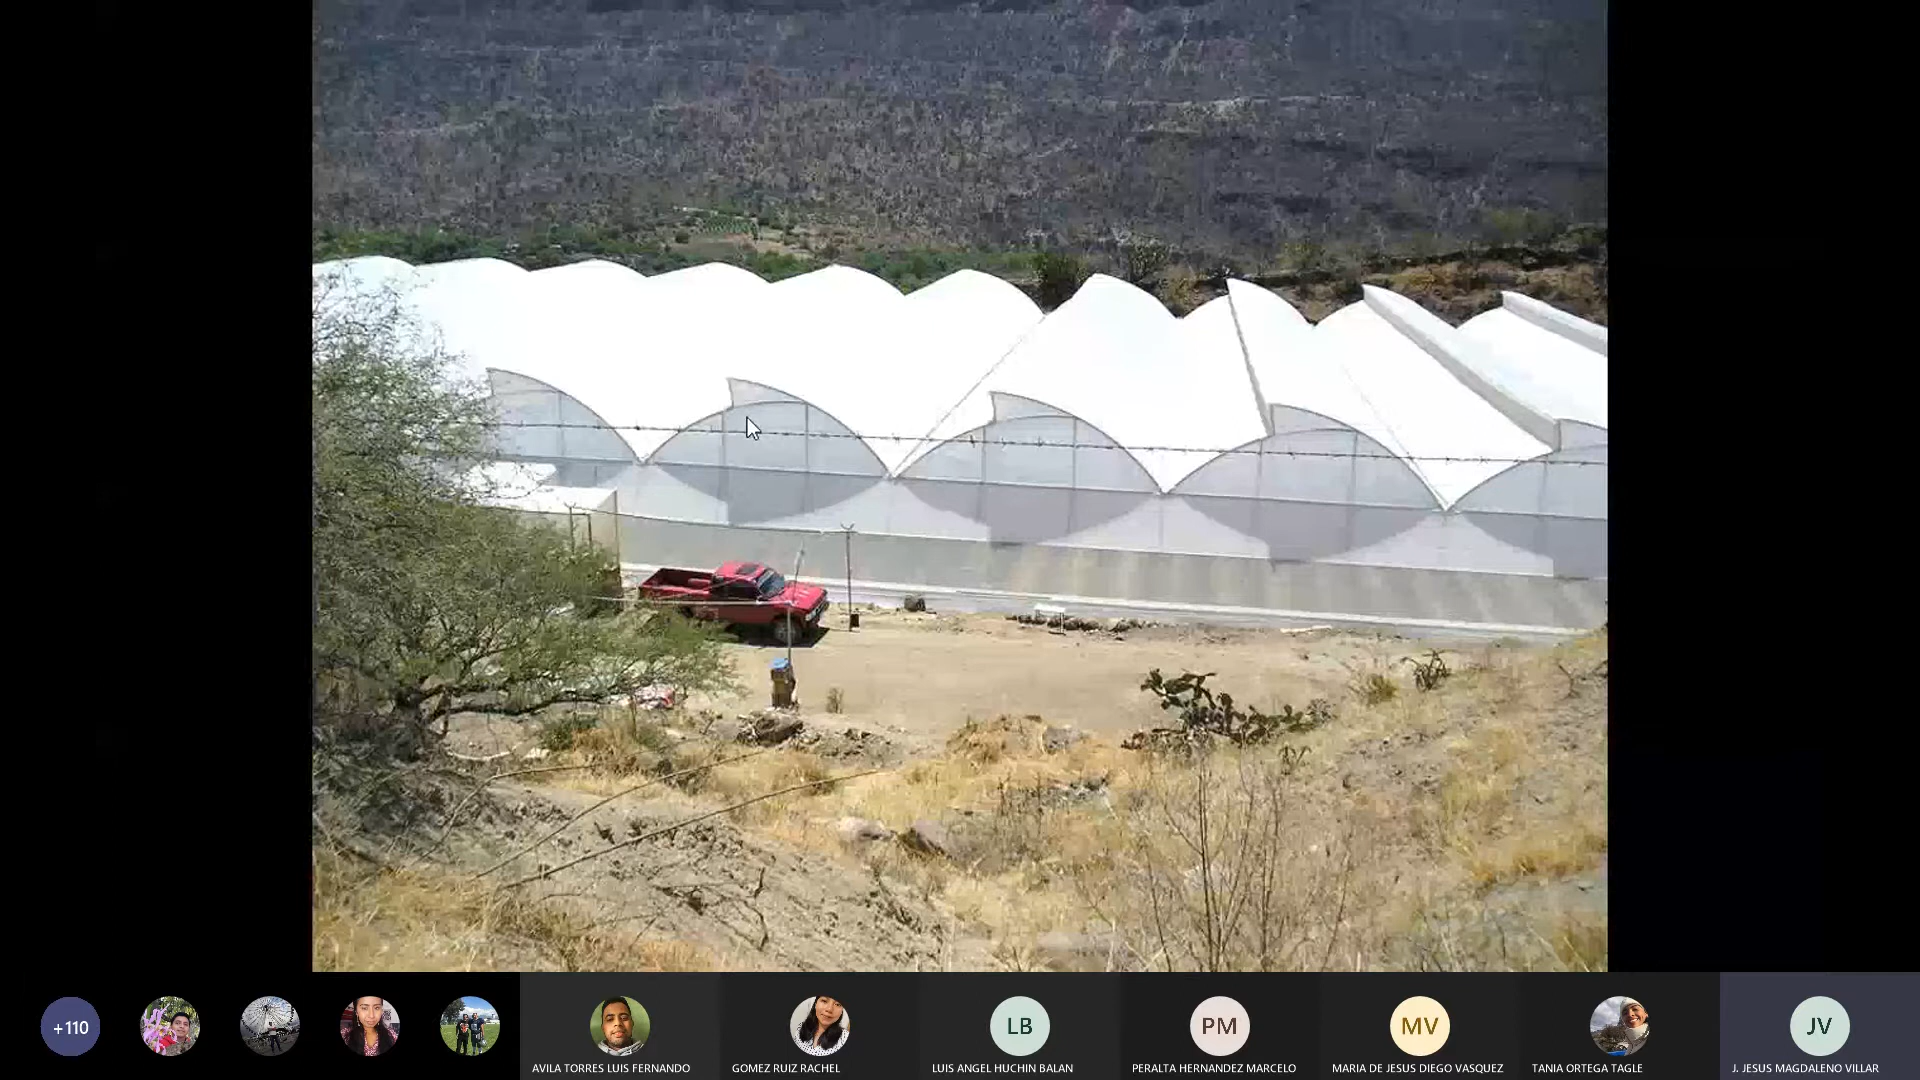 +110
AVILA TORRES LUIS FERNANDO
GOMEZ RUIZ RACHEL
LB
LUIS ANGEL HUCHIN BALAN
PM
PERALTA HERNANDEZ MARCELO
MV
MARIA DE JESUS DIEGO VASQUEZ
TANIA ORTEGA TAGLE
JV
J. JESUS MAGDALENO VILLAR